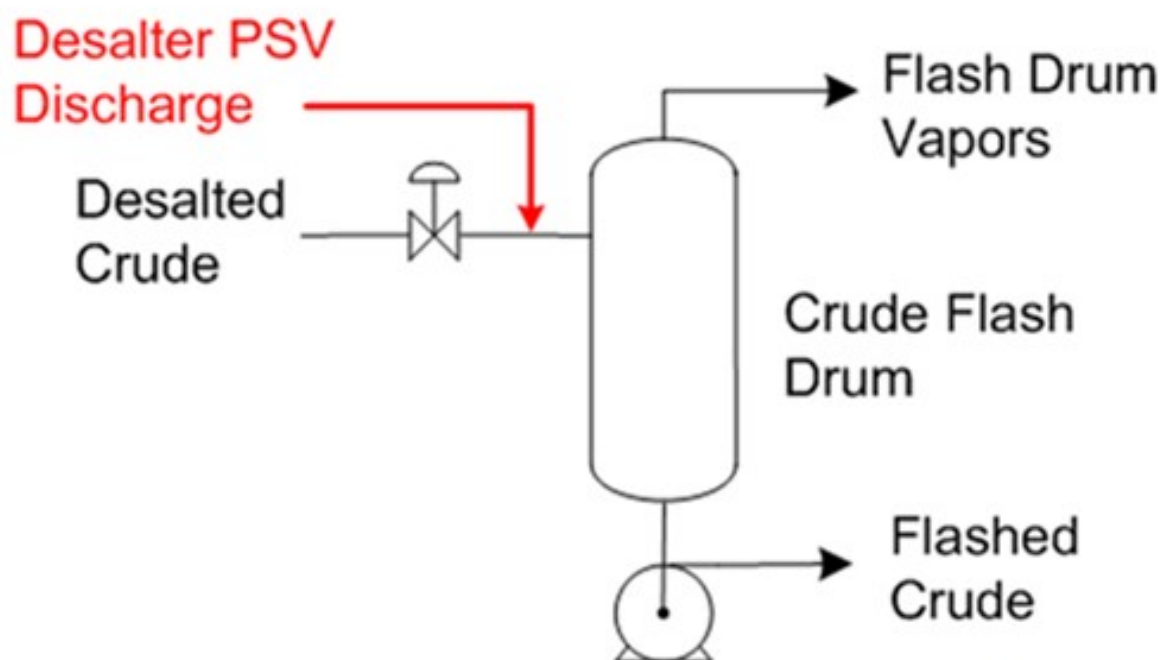 Desalter PSV
Discharge
Flash Drum
Vapors
Desalted
Crude
Crude Flash
Drum
Flashed
Crude